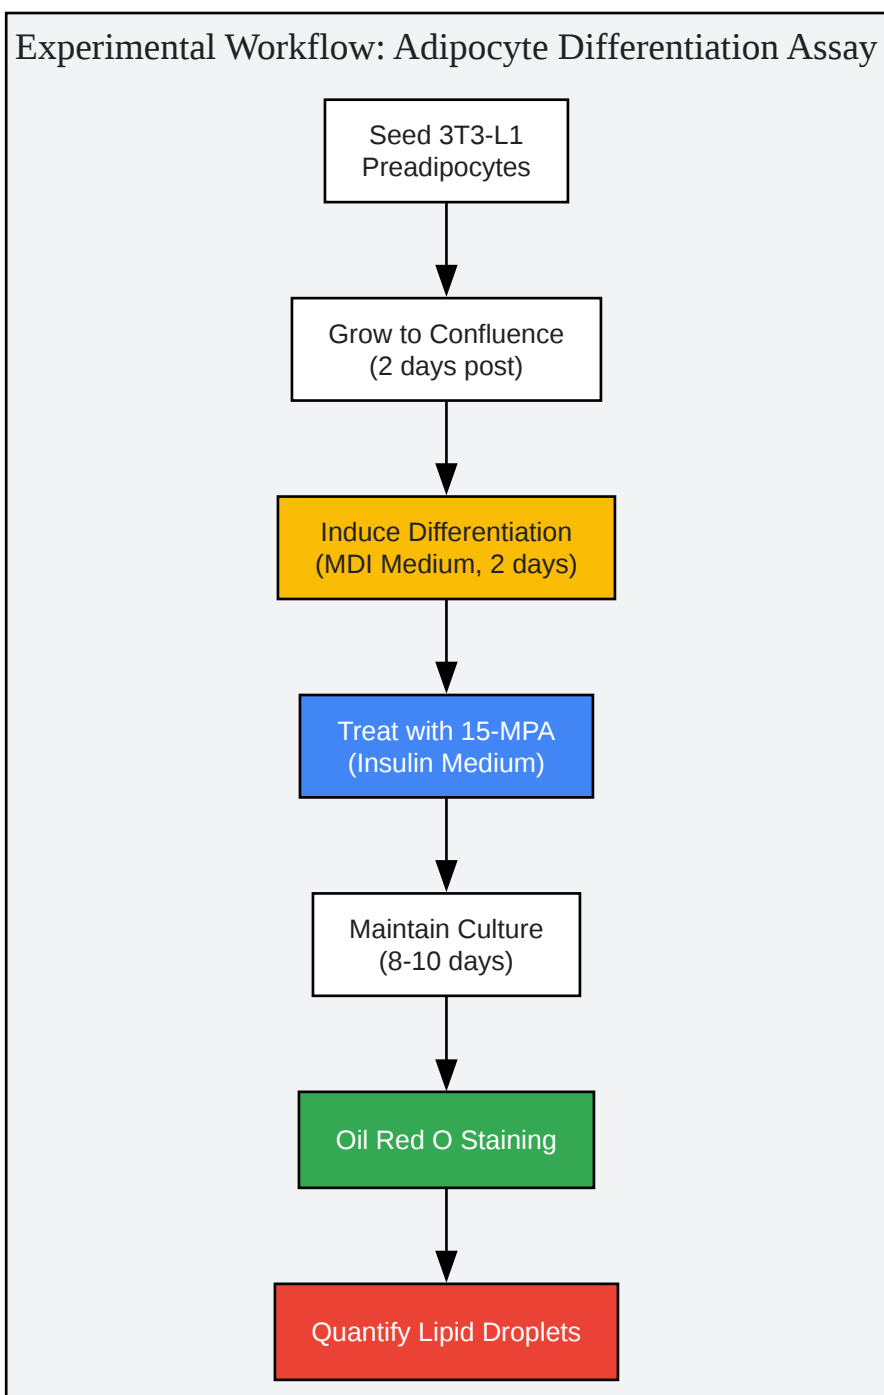 Experimental Workflow: Adipocyte Differentiation Assay
Seed 3T3-L1
Preadipocytes
Grow to Confluence
(2 days post)
Induce Differentiation
(MDI Medium, 2 days)
Treat with 15-MPA
(Insulin Medium)
Maintain Culture
(8-10 days)
Oil Red O Staining
Quantify Lipid Droplets